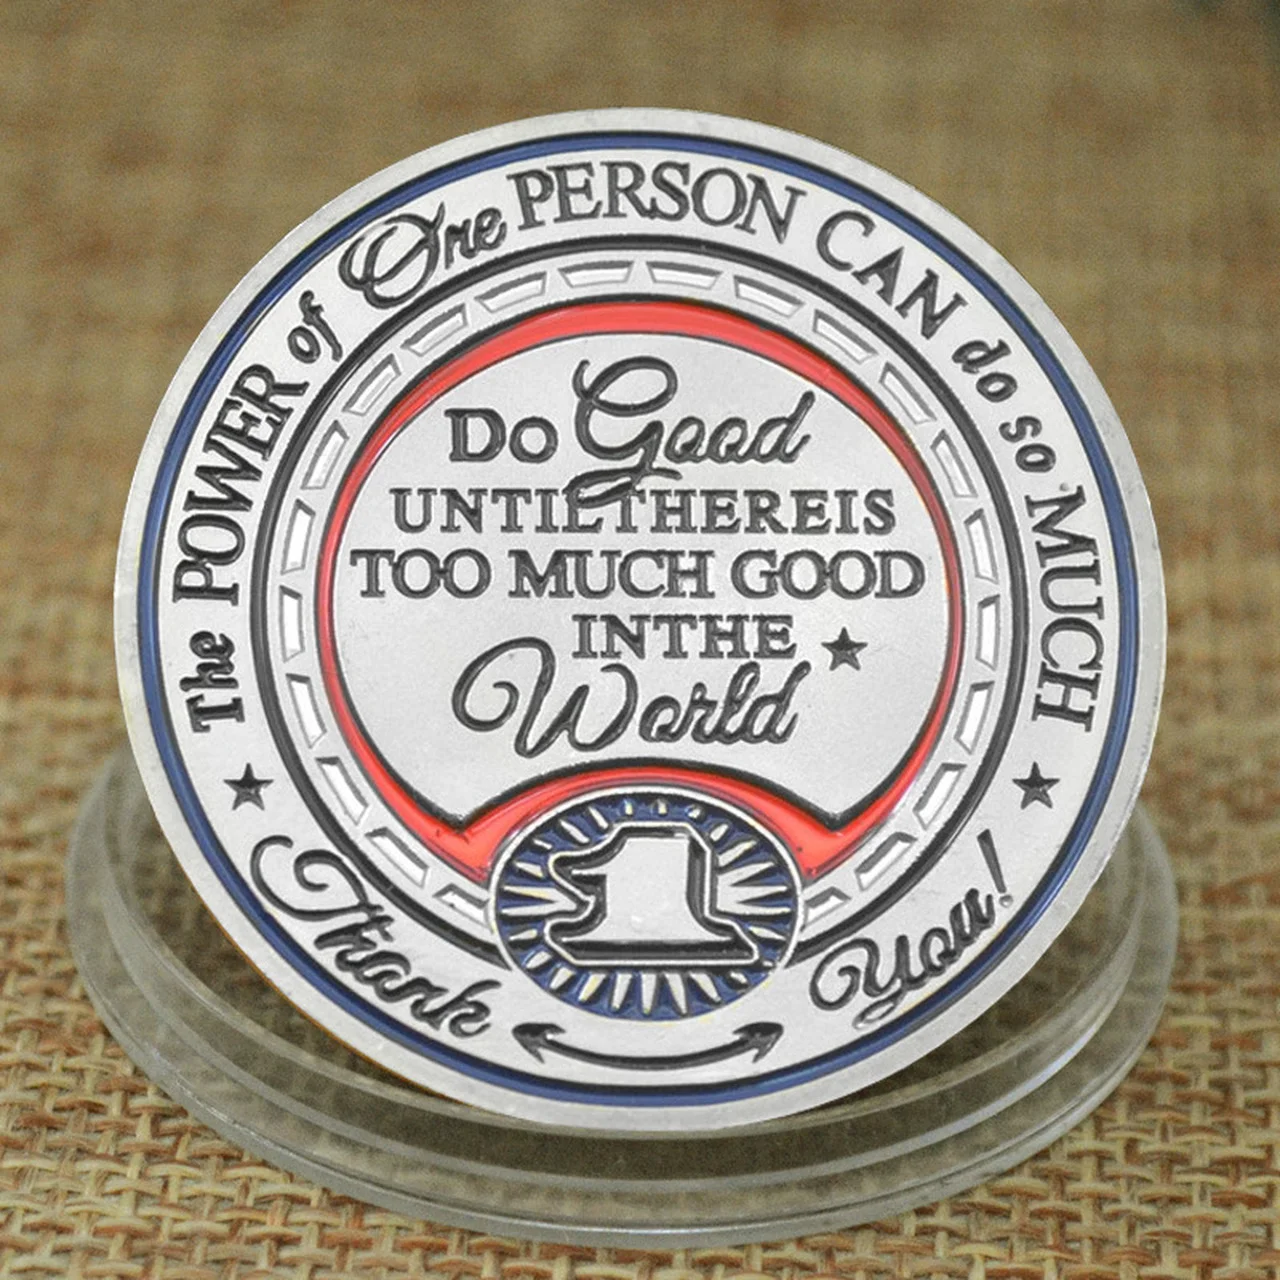 The POWER of One PERSON CAN do so MUCH
Do Good
UNTILTHEREIS
TOO MUCH GOOD
INTHE
World
1
Thank You!